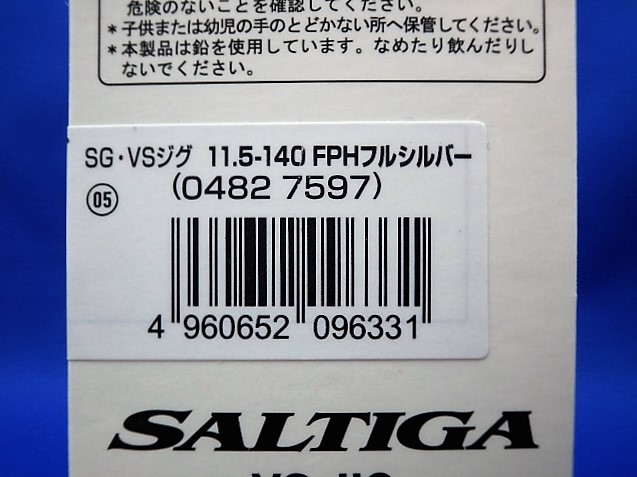 危険のないことを確認してください。
*子供または幼児の手のとどかない所へ保管してください。
*本製品は鉛を使用しています。なめたり飲んだりし
ないでください。
SG・VSジグ 11.5-140 FPHフルシルバー
05 (0482 7597)
4 960652 096331
SALTIGA